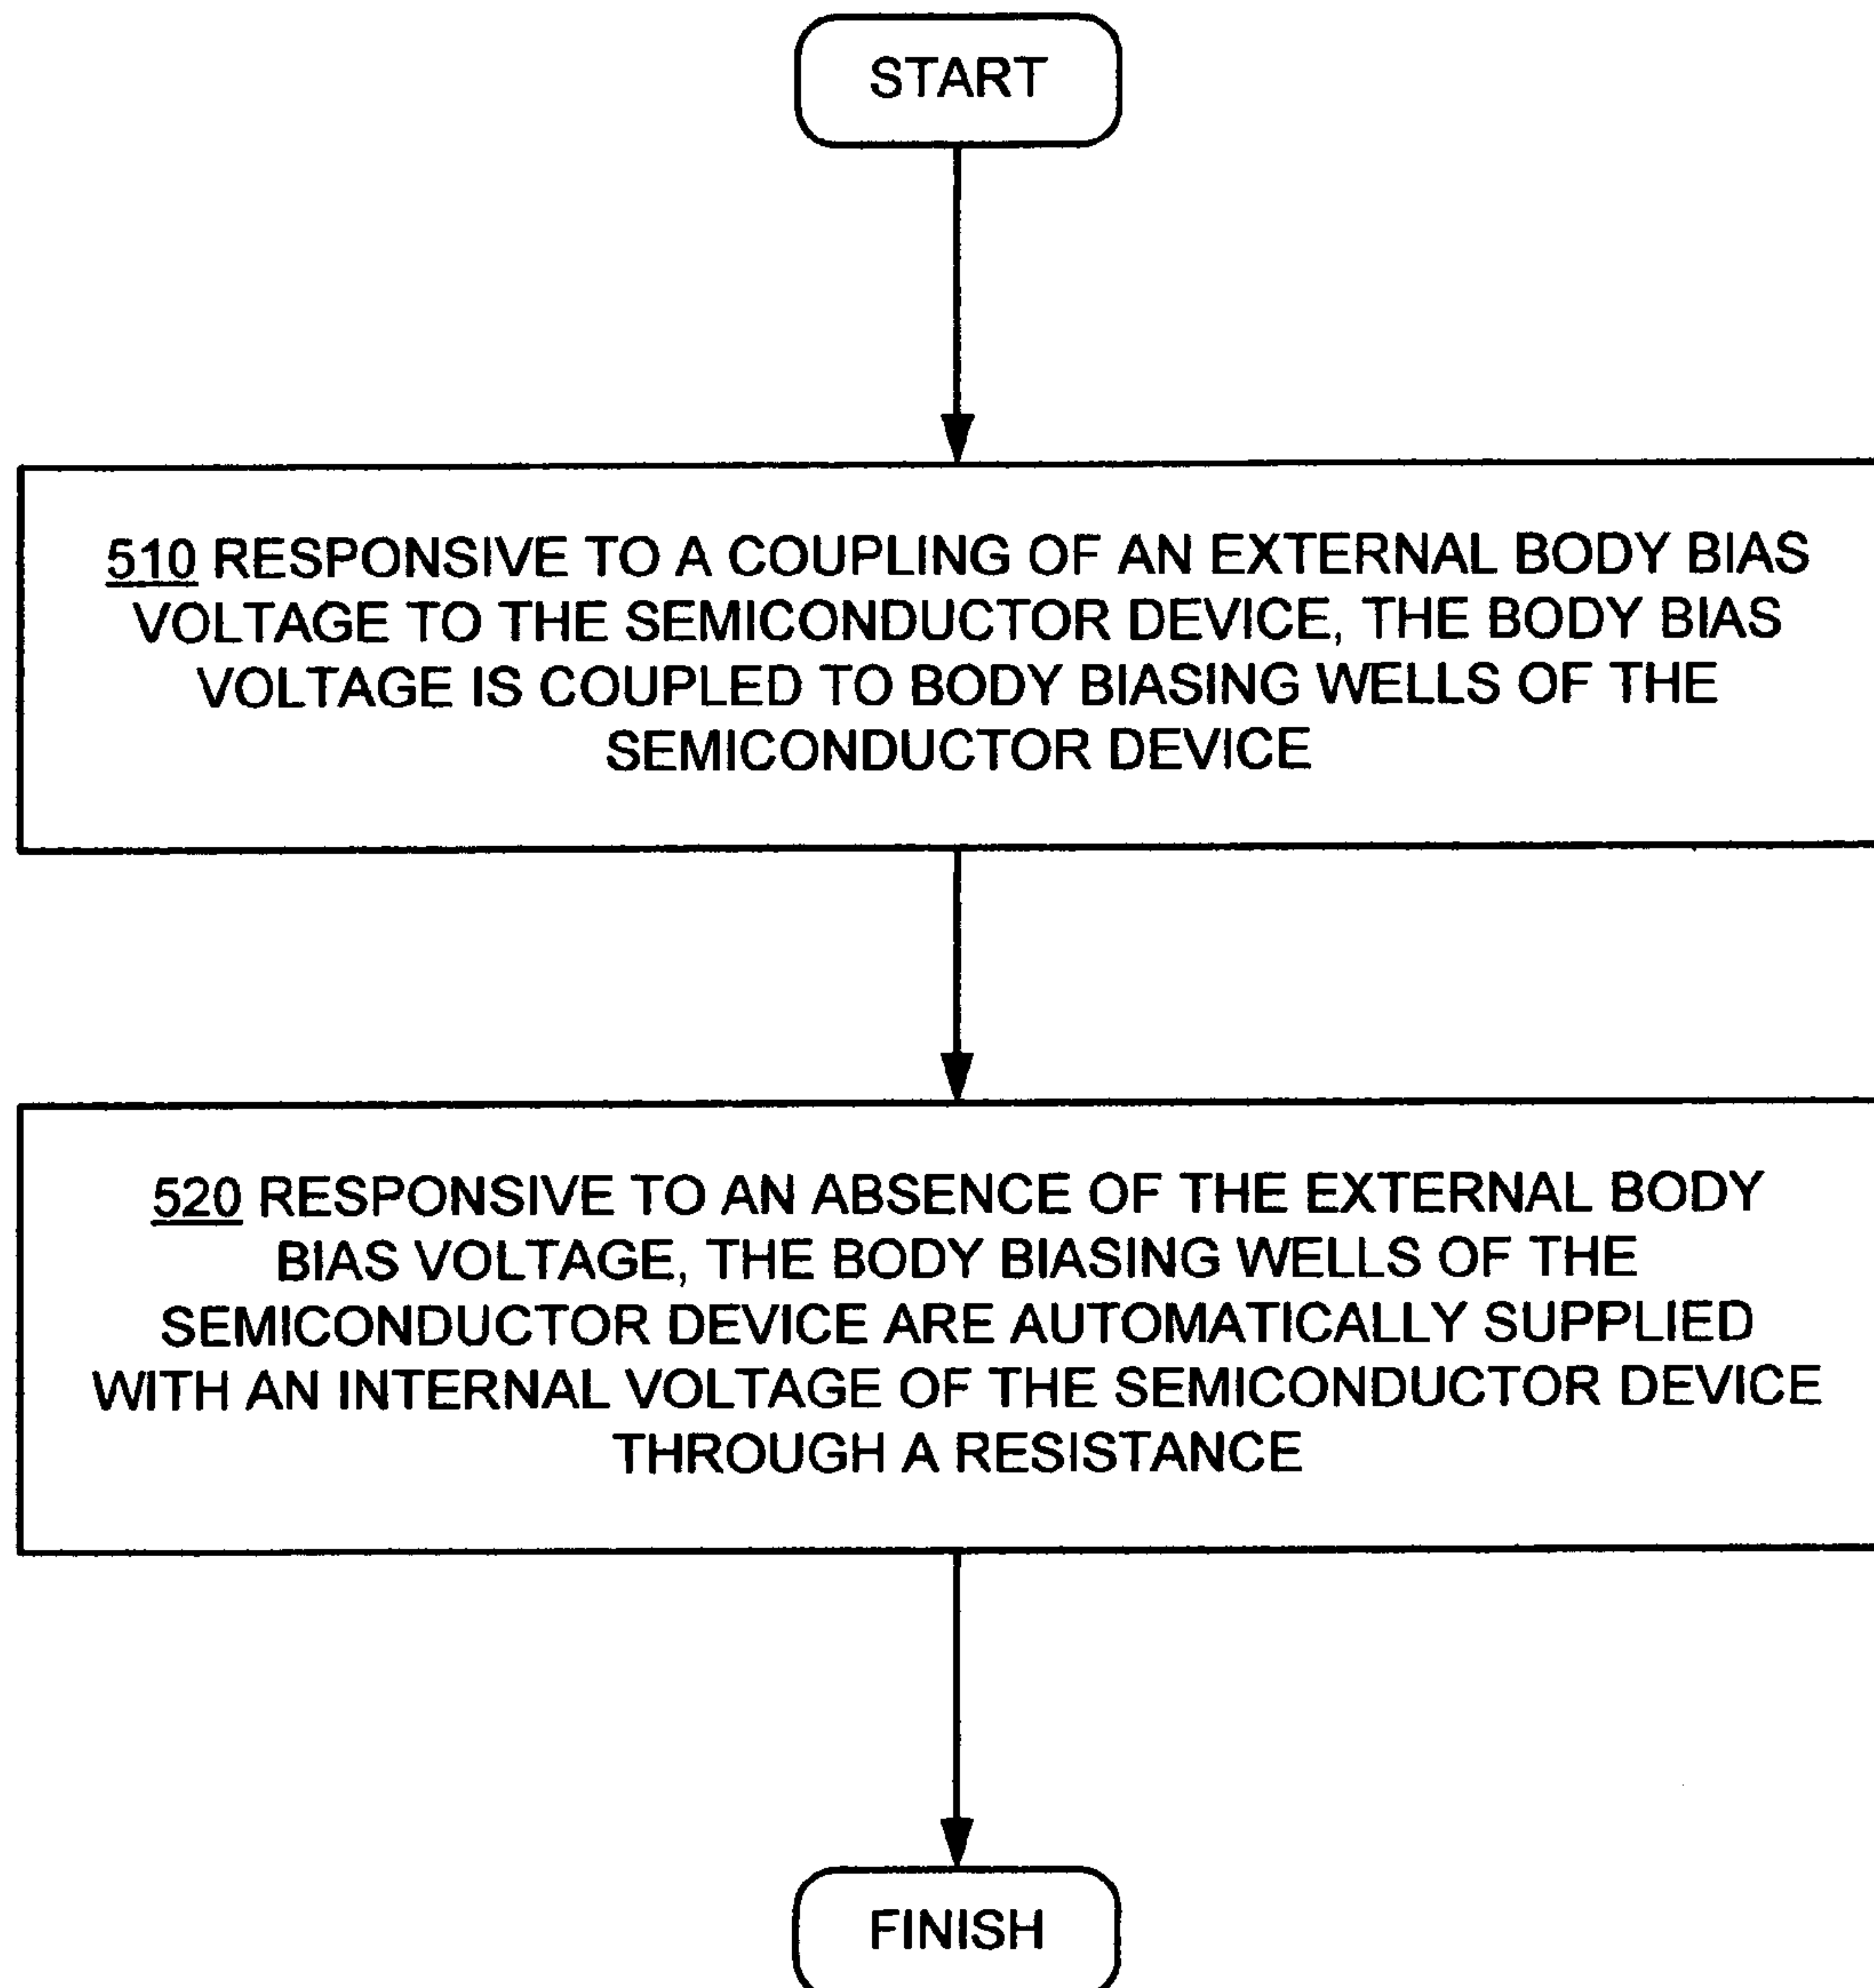 START
510 RESPONSIVE TO A COUPLING OF AN EXTERNAL BODY BIAS
VOLTAGE TO THE SEMICONDUCTOR DEVICE, THE BODY BIAS
VOLTAGE IS COUPLED TO BODY BIASING WELLS OF THE
SEMICONDUCTOR DEVICE
520 RESPONSIVE TO AN ABSENCE OF THE EXTERNAL BODY
BIAS VOLTAGE, THE BODY BIASING WELLS OF THE
SEMICONDUCTOR DEVICE ARE AUTOMATICALLY SUPPLIED
WITH AN INTERNAL VOLTAGE OF THE SEMICONDUCTOR DEVICE
THROUGH A RESISTANCE
FINISH